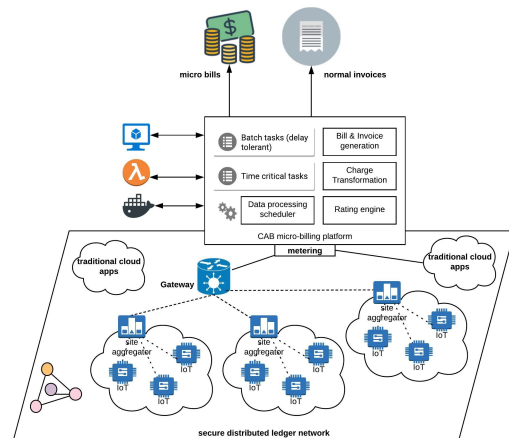 micro bills
normal invoices
Batch tasks (delay
tolerant)
Bill & Invoice
generation
Time critical tasks
Charge
Transformation
Data processing
scheduler
Rating engine
CAB micro-billing platform
metering
traditional cloud
apps
traditional cloud
apps
Gateway
site
aggregator
IoT
IoT
IoT
site
aggregator
IoT
IoT
IoT
site
aggregator
IoT
IoT
IoT
secure distributed ledger network